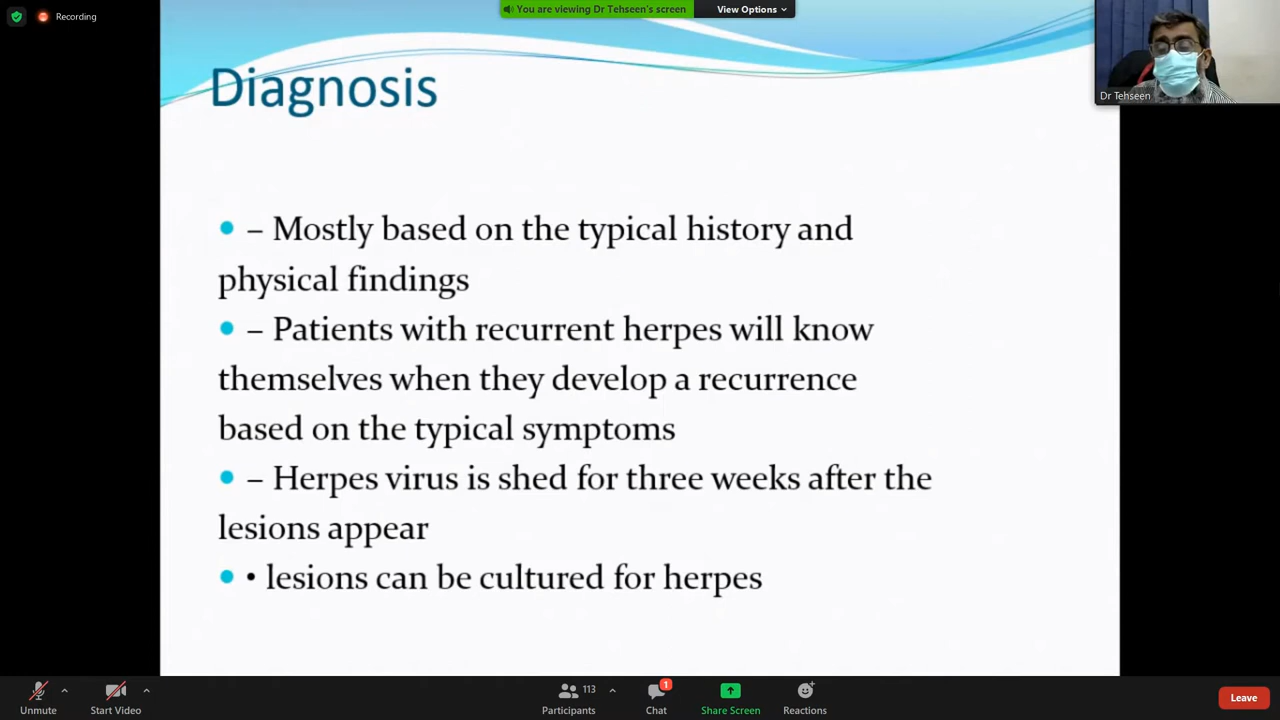 Recording
You are viewing Dr Tehseen's screen
View Options
Dr Tehseen
Diagnosis
• – Mostly based on the typical history and
physical findings
• – Patients with recurrent herpes will know
themselves when they develop a recurrence
based on the typical symptoms
• – Herpes virus is shed for three weeks after the
lesions appear
• • lesions can be cultured for herpes
Unmute
Start Video
113
Participants
1
Chat
Share Screen
Reactions
Leave